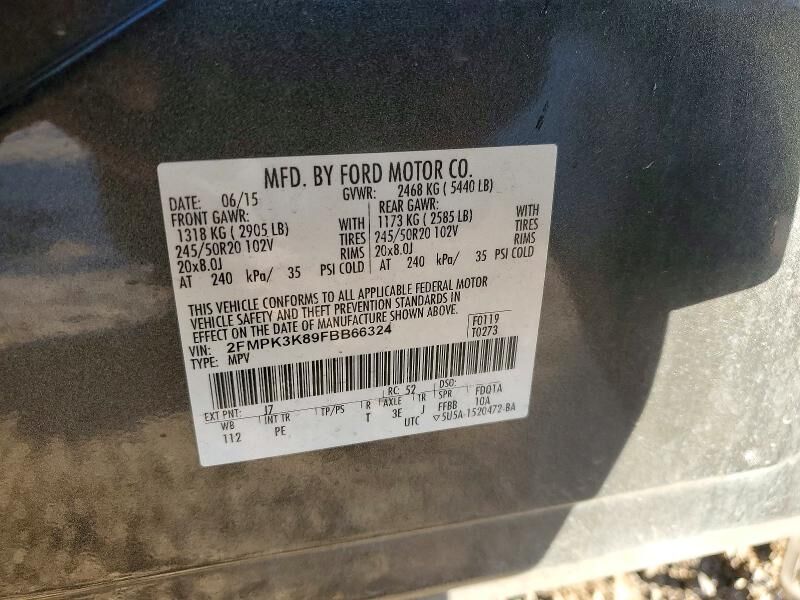 MFD. BY FORD MOTOR CO.
DATE: 06/15 GVWR: 2468 KG ( 5440 LB)
FRONT GAWR: REAR GAWR:
1318 KG ( 2905 LB) WITH 1173 KG ( 2585 LB) WITH
245/50R20 102V TIRES 245/50R20 102V TIRES
20x8.0J RIMS 20x8.0J RIMS
AT 240 kPa/ 35 PSI COLD AT 240 kPa/ 35 PSI COLD
THIS VEHICLE CONFORMS TO ALL APPLICABLE FEDERAL MOTOR
VEHICLE SAFETY AND THEFT PREVENTION STANDARDS IN
EFFECT ON THE DATE OF MANUFACTURE SHOWN ABOVE.
VIN: 2FMPK3K89FBB66324 F0119
TYPE: MPV T0273
EXT PNT: J7 RC: 52 DSO: FDQ1A
WB INT TR TP/PS R AXLE TR SPR 10A
112 PE T 3E J FFBB
UTC ▽5U5A-1520472-BA